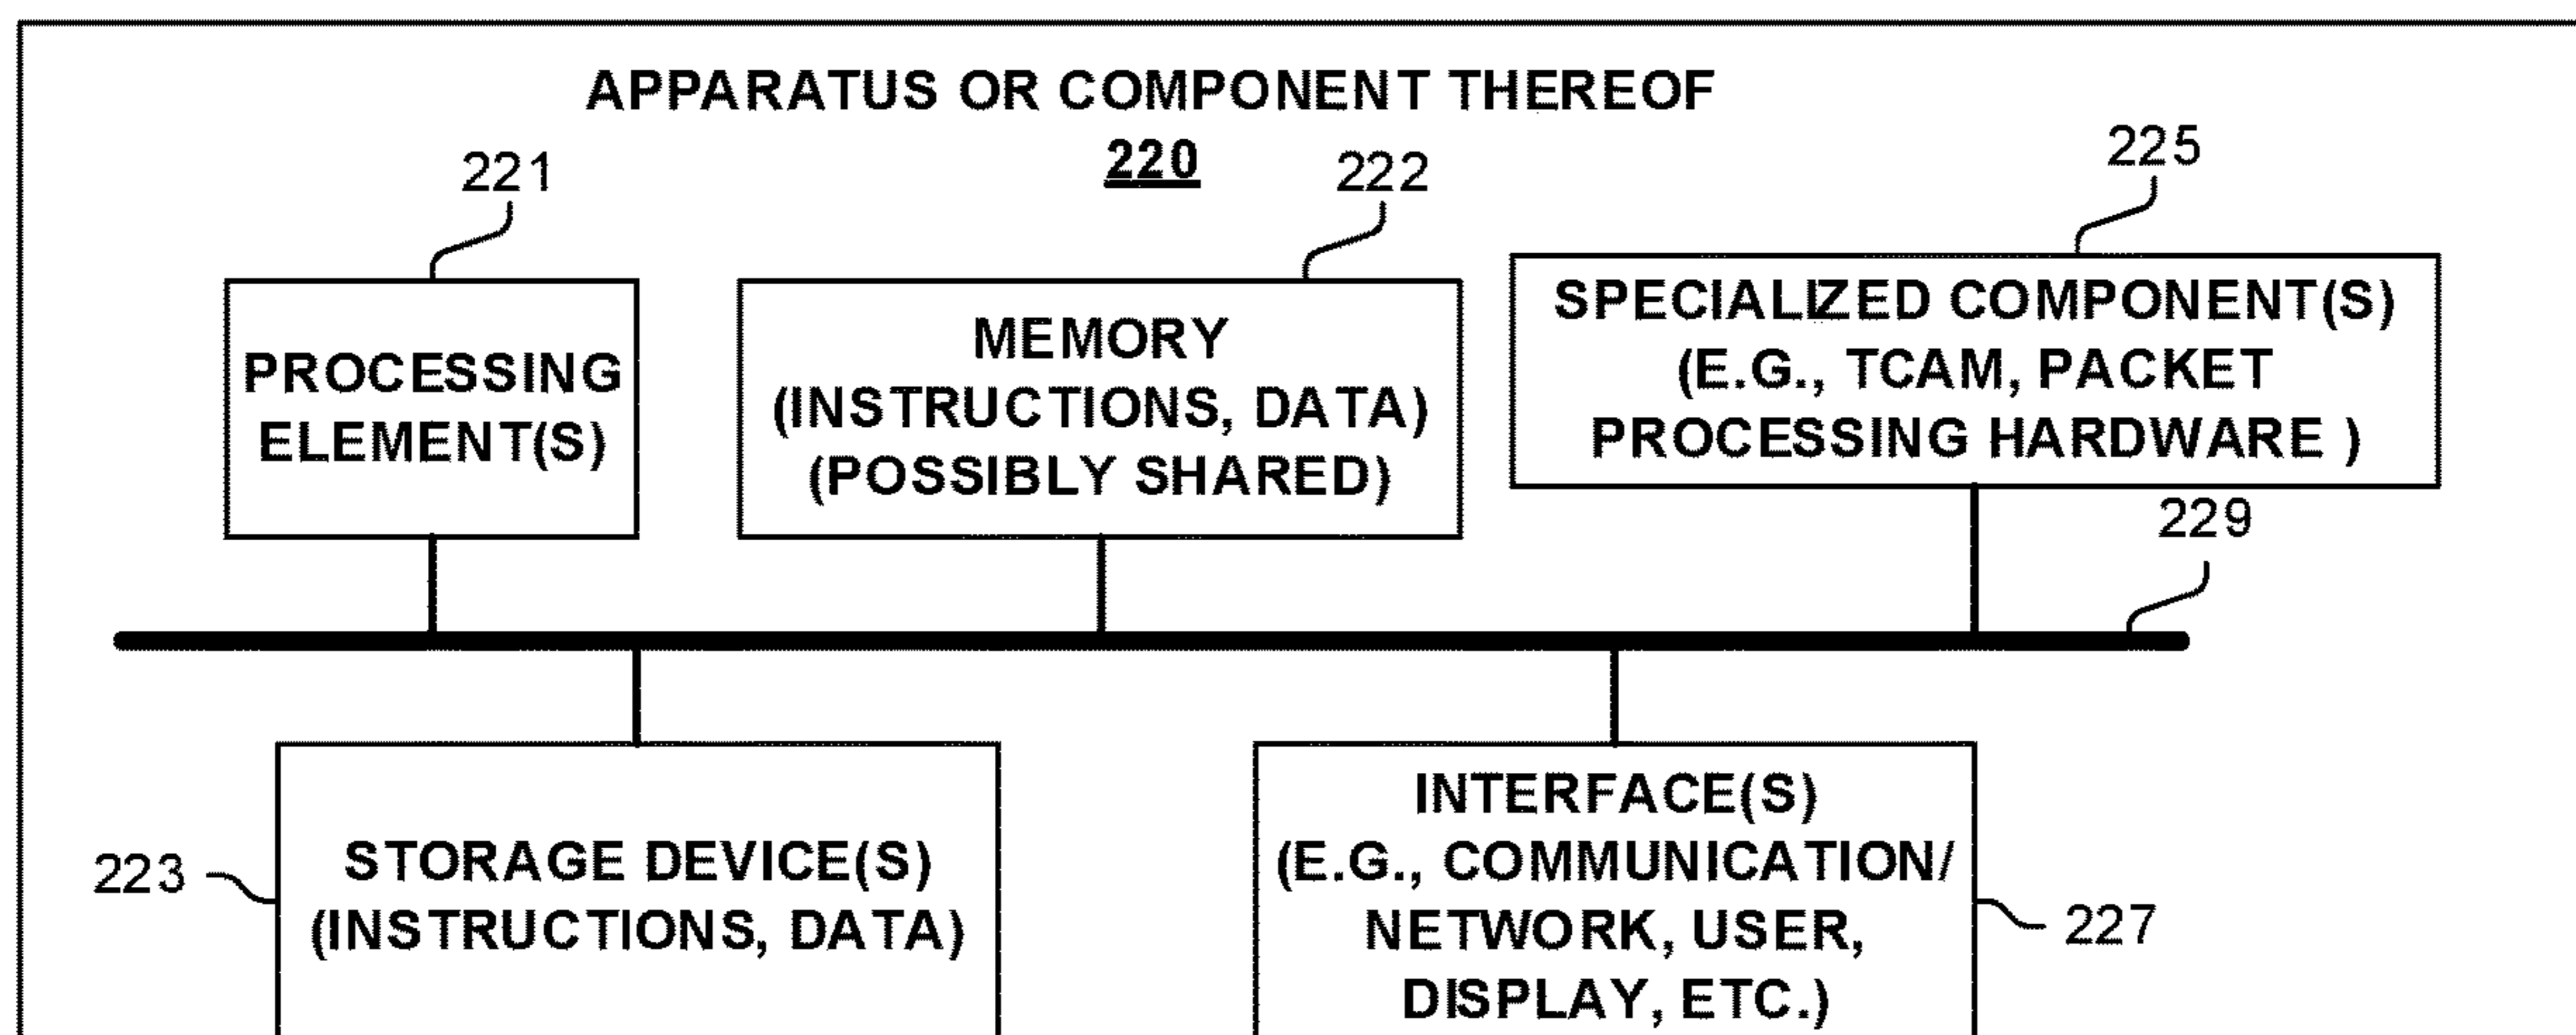 APPARATUS OR COMPONENT THEREOF
220
221
222
225
PROCESSING
ELEMENT(S)
MEMORY
(INSTRUCTIONS, DATA)
(POSSIBLY SHARED)
SPECIALIZED COMPONENT(S)
(E.G., TCAM, PACKET
PROCESSING HARDWARE )
229
223
STORAGE DEVICE(S)
(INSTRUCTIONS, DATA)
INTERFACE(S)
(E.G., COMMUNICATION/
NETWORK, USER,
DISPLAY, ETC.)
227